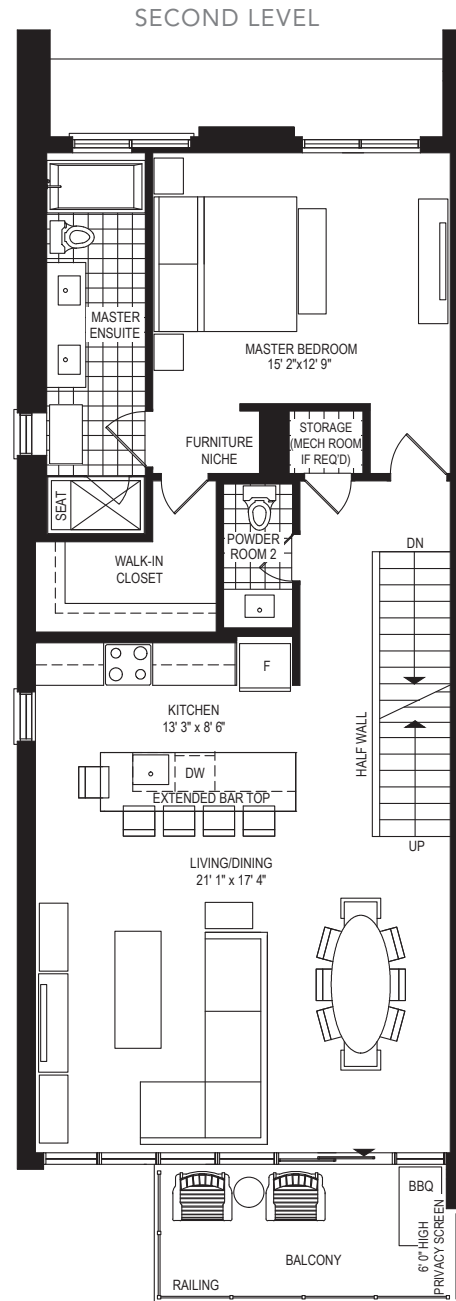 SECOND LEVEL
MASTER
ENSUITE
MASTER BEDROOM
15' 2"x12' 9"
FURNITURE
NICHE
STORAGE
(MECH ROOM
IF REQ'D)
SEAT
POWDER
ROOM 2
WALK-IN
CLOSET
DN
F
KITCHEN
13' 3" x 8' 6"
HALF WALL
DW
EXTENDED BAR TOP
UP
LIVING/DINING
21' 1" x 17' 4"
BBQ
6' 0" HIGH
PRIVACY SCREEN
BALCONY
RAILING